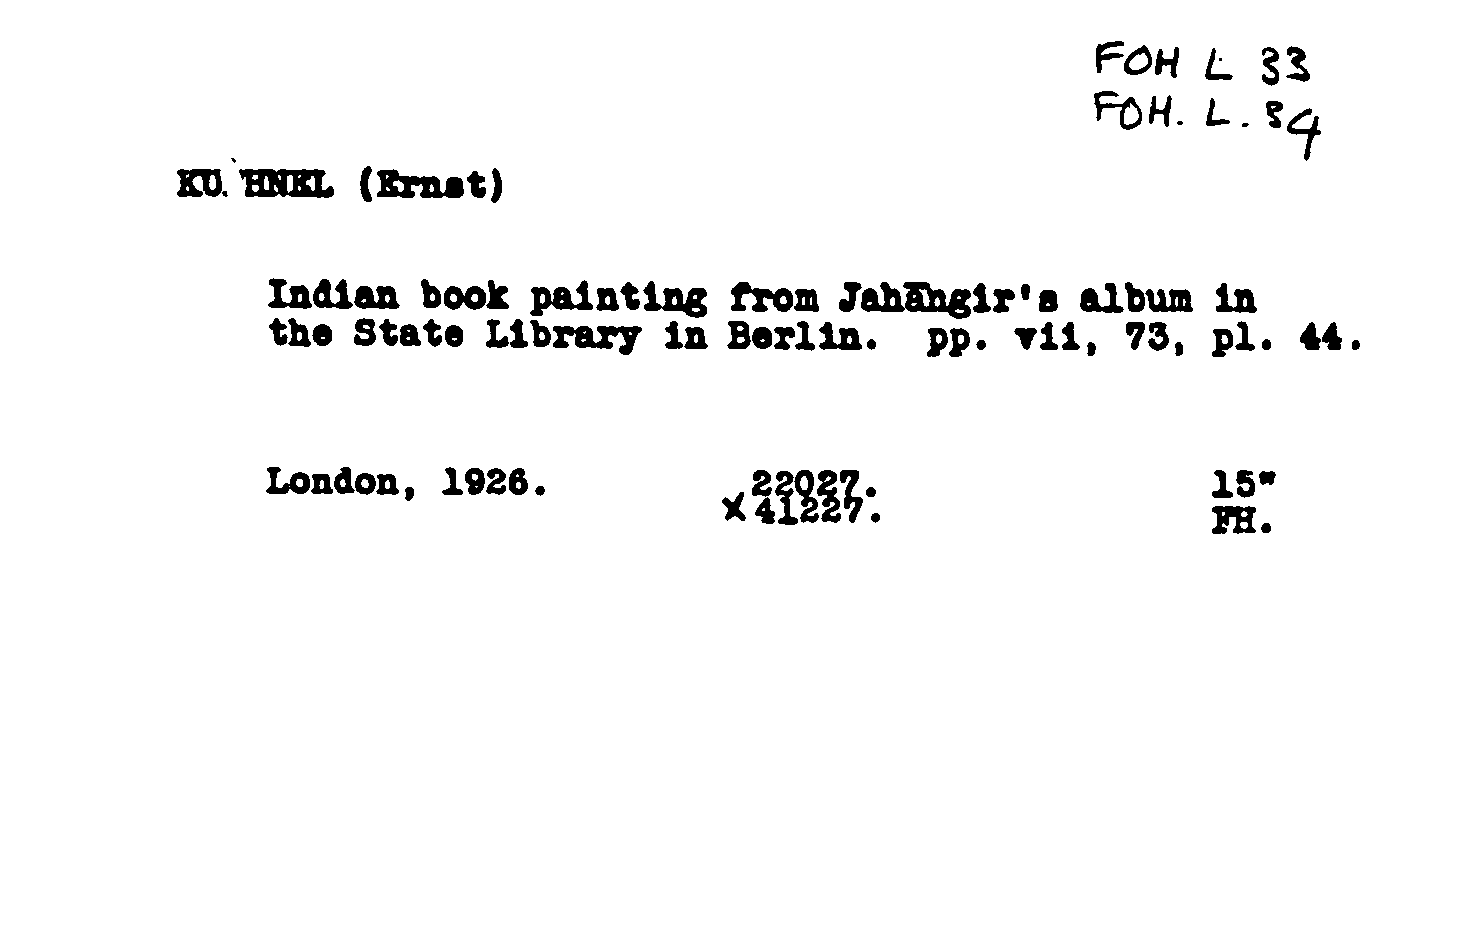 FOH L 33
FOH. L. 34
KU HNEL (Ernst)
Indian book painting from Jahāngir's album in
the State Library in Berlin. pp. vii, 73, pl. 44.
London, 1926. 22027. 15"
x 41227. FH.